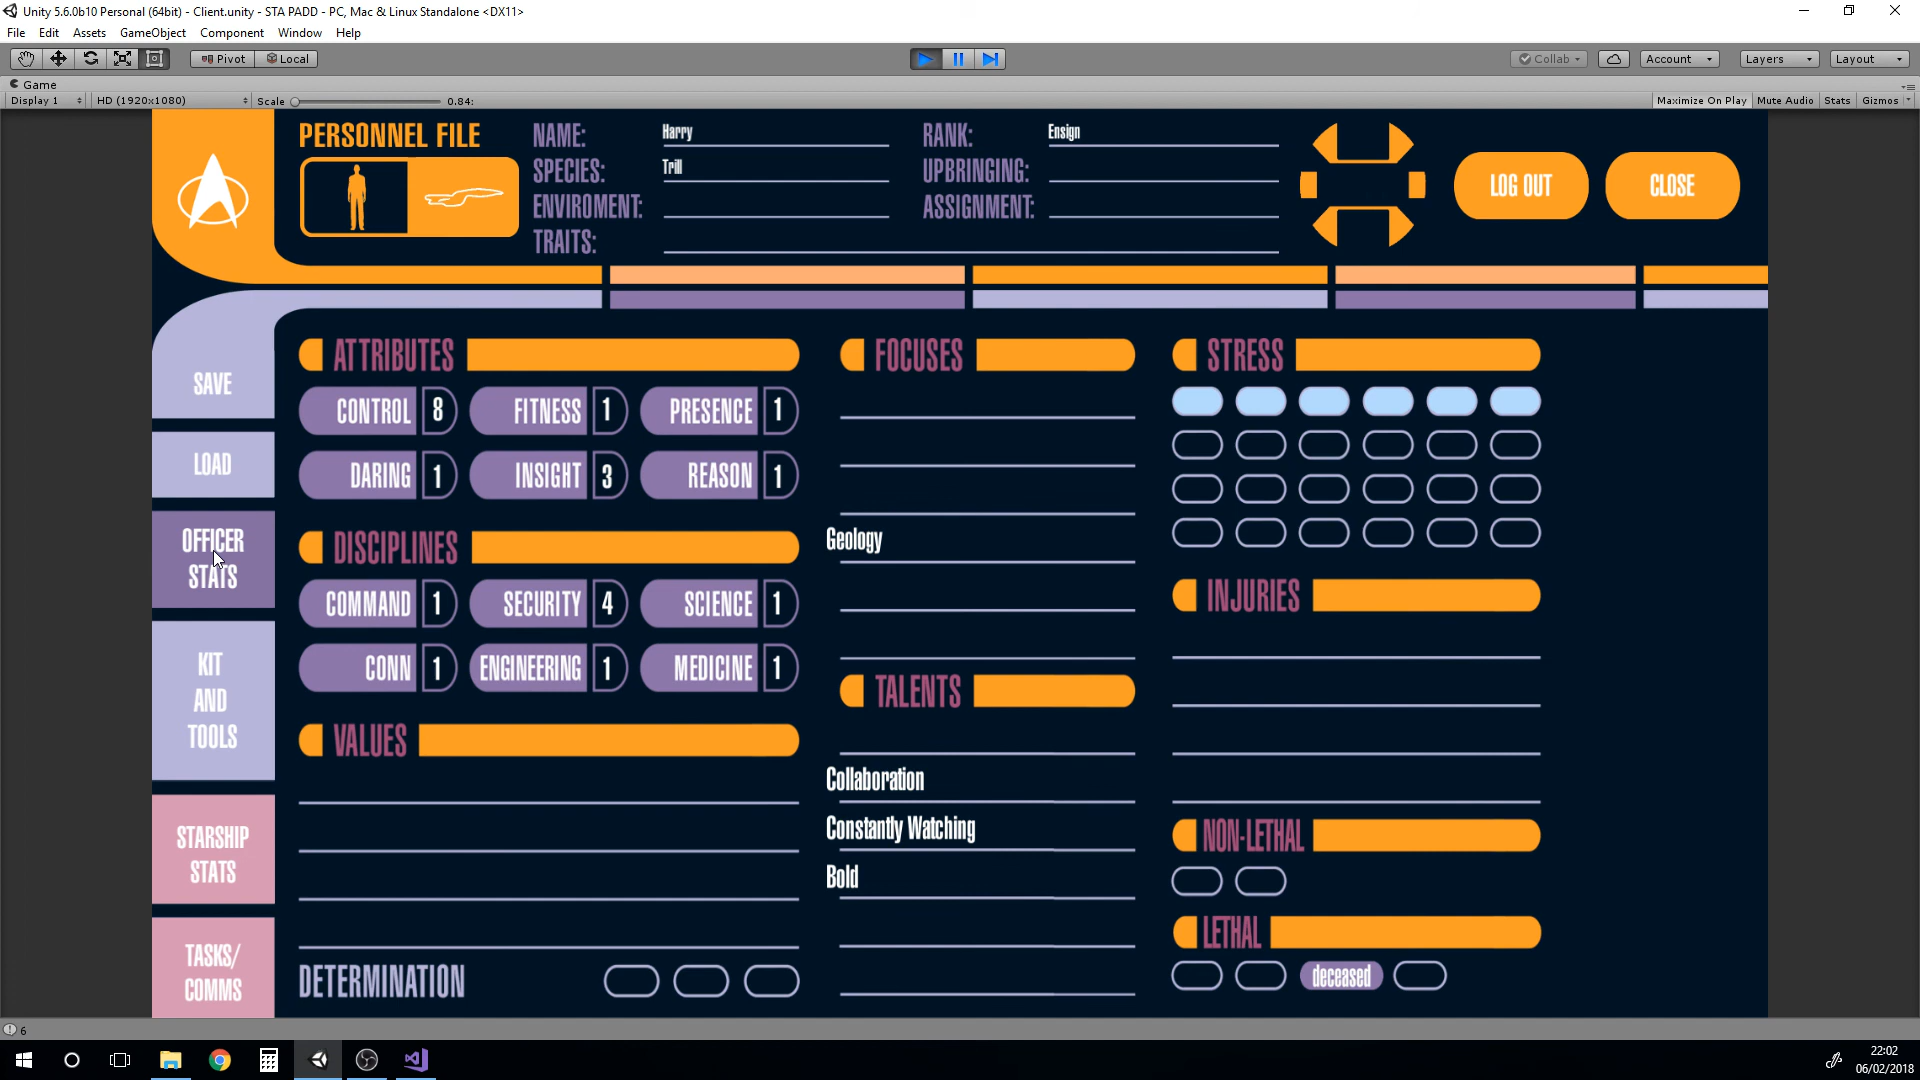 Unity 5.6.0b10 Personal (64bit) - Client.unity - STA PADD - PC, Mac & Linux Standalone <DX11>
File Edit Assets GameObject Component Window Help
Pivot Local Collab Account Layers Layout
Game
Display 1 HD (1920x1080) Scale 0.84: Maximize On Play Mute Audio Stats Gizmos
PERSONNEL FILE
NAME: Harry
SPECIES: Trill
ENVIROMENT:
TRAITS:
RANK: Ensign
UPBRINGING:
ASSIGNMENT:
LOG OUT
CLOSE
SAVE
LOAD
OFFICER
STATS
KIT
AND
TOOLS
STARSHIP
STATS
TASKS/
COMMS
ATTRIBUTES
CONTROL 8 FITNESS 1 PRESENCE 1
DARING 1 INSIGHT 3 REASON 1
DISCIPLINES
COMMAND 1 SECURITY 4 SCIENCE 1
CONN 1 ENGINEERING 1 MEDICINE 1
VALUES
DETERMINATION
FOCUSES
Geology
TALENTS
Collaboration
Constantly Watching
Bold
STRESS
INJURIES
NON-LETHAL
LETHAL
deceased
6
22:02
06/02/2018